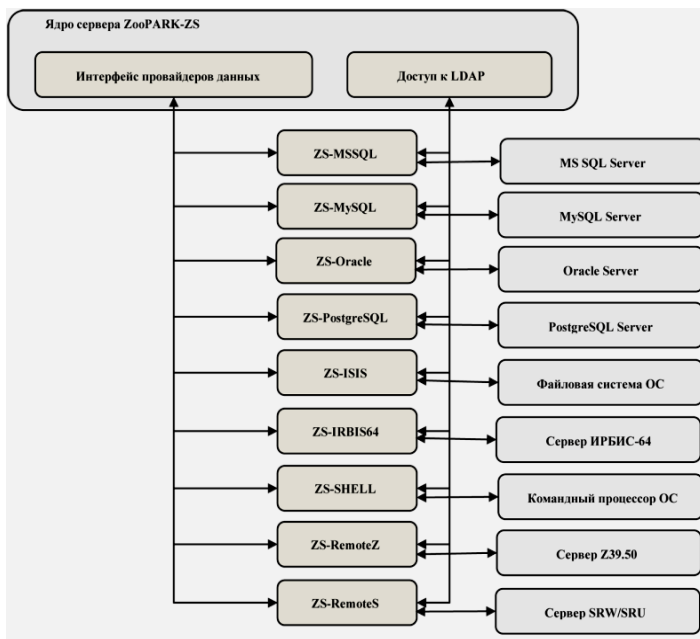 Ядро сервера ZooPARK-ZS
Интерфейс провайдеров данных
Доступ к LDAP
ZS-MSSQL
MS SQL Server
ZS-MySQL
MySQL Server
ZS-Oracle
Oracle Server
ZS-PostgreSQL
PostgreSQL Server
ZS-ISIS
Файловая система ОС
ZS-IRBIS64
Сервер ИРБИС-64
ZS-SHELL
Командный процессор ОС
ZS-RemoteZ
Сервер Z39.50
ZS-RemoteS
Сервер SRW/SRU